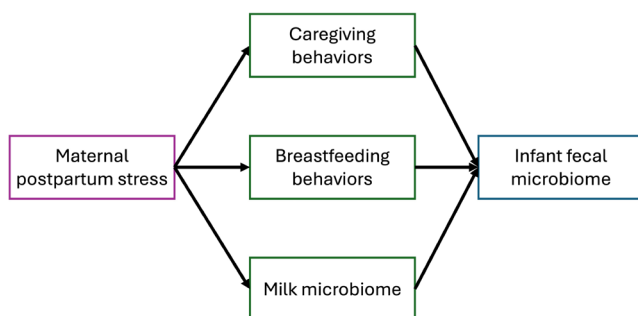 Caregiving
behaviors
Maternal
postpartum stress
Breastfeeding
behaviors
Infant fecal
microbiome
Milk microbiome